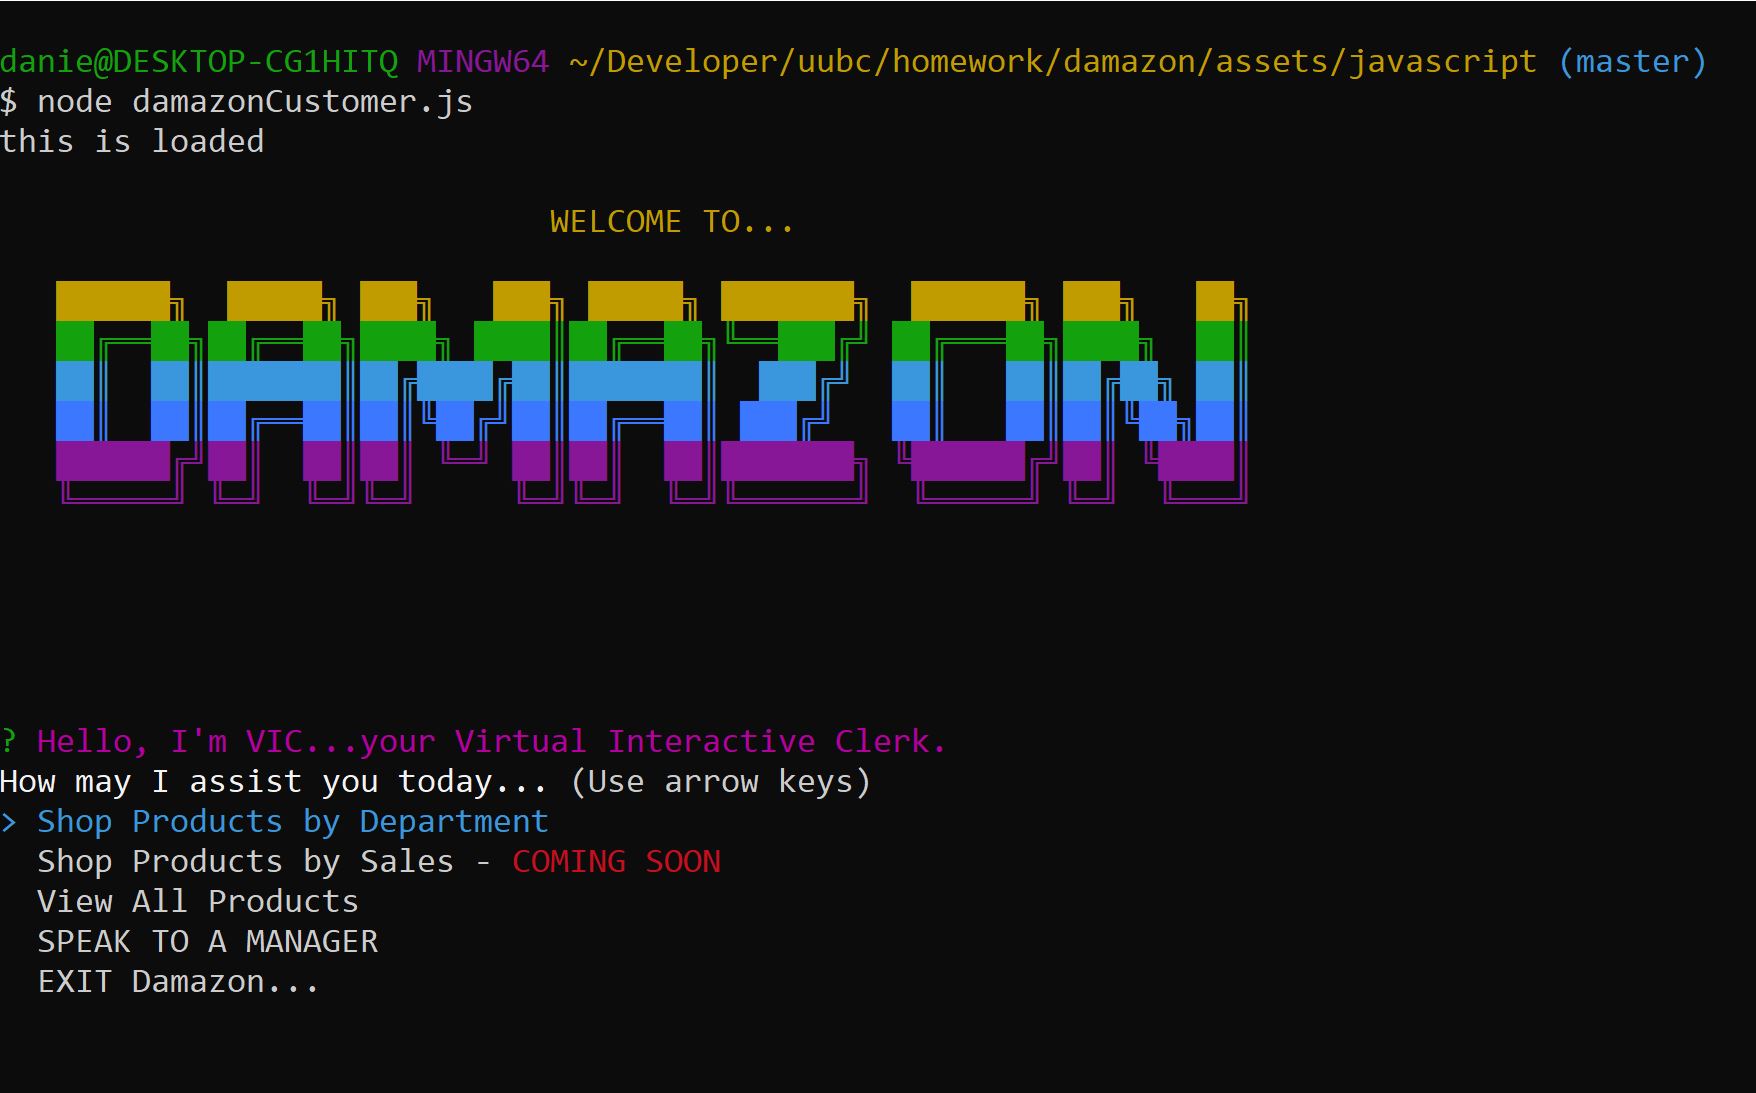 danie@DESKTOP-CG1HITQ MINGW64 ~/Developer/uubc/homework/damazon/assets/javascript (master)
$ node damazonCustomer.js
this is loaded
WELCOME TO...
DAMAZON
? Hello, I'm VIC...your Virtual Interactive Clerk.
How may I assist you today... (Use arrow keys)
> Shop Products by Department
Shop Products by Sales - COMING SOON
View All Products
SPEAK TO A MANAGER
EXIT Damazon...